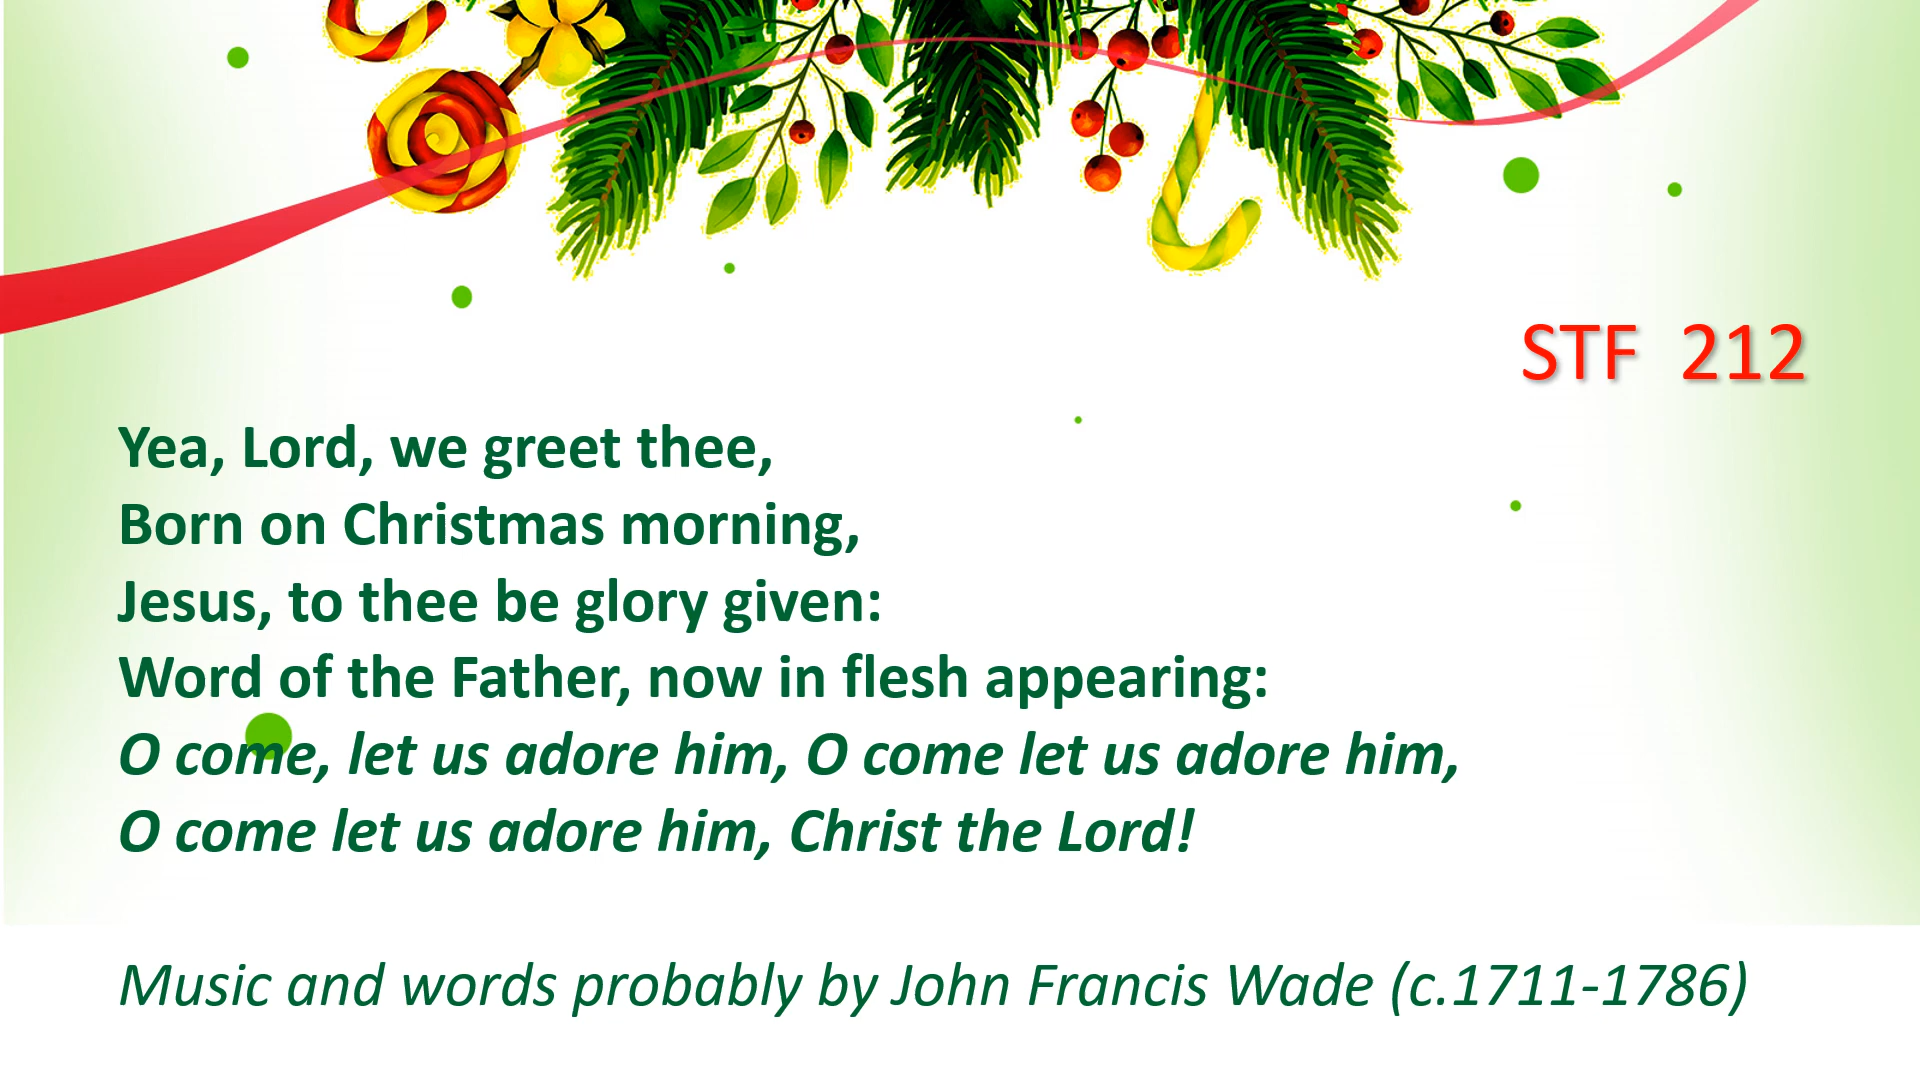 STF 212
Yea, Lord, we greet thee,
Born on Christmas morning,
Jesus, to thee be glory given:
Word of the Father, now in flesh appearing:
O come, let us adore him, O come let us adore him,
O come let us adore him, Christ the Lord!
Music and words probably by John Francis Wade (c.1711-1786)